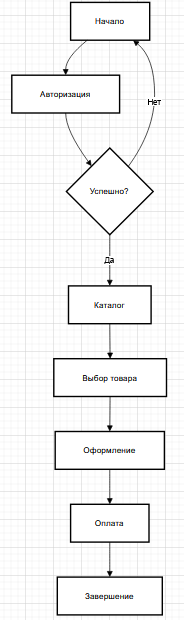 Начало
Авторизация
Нет
Успешно?
Да
Каталог
Выбор товара
Оформление
Оплата
Завершение